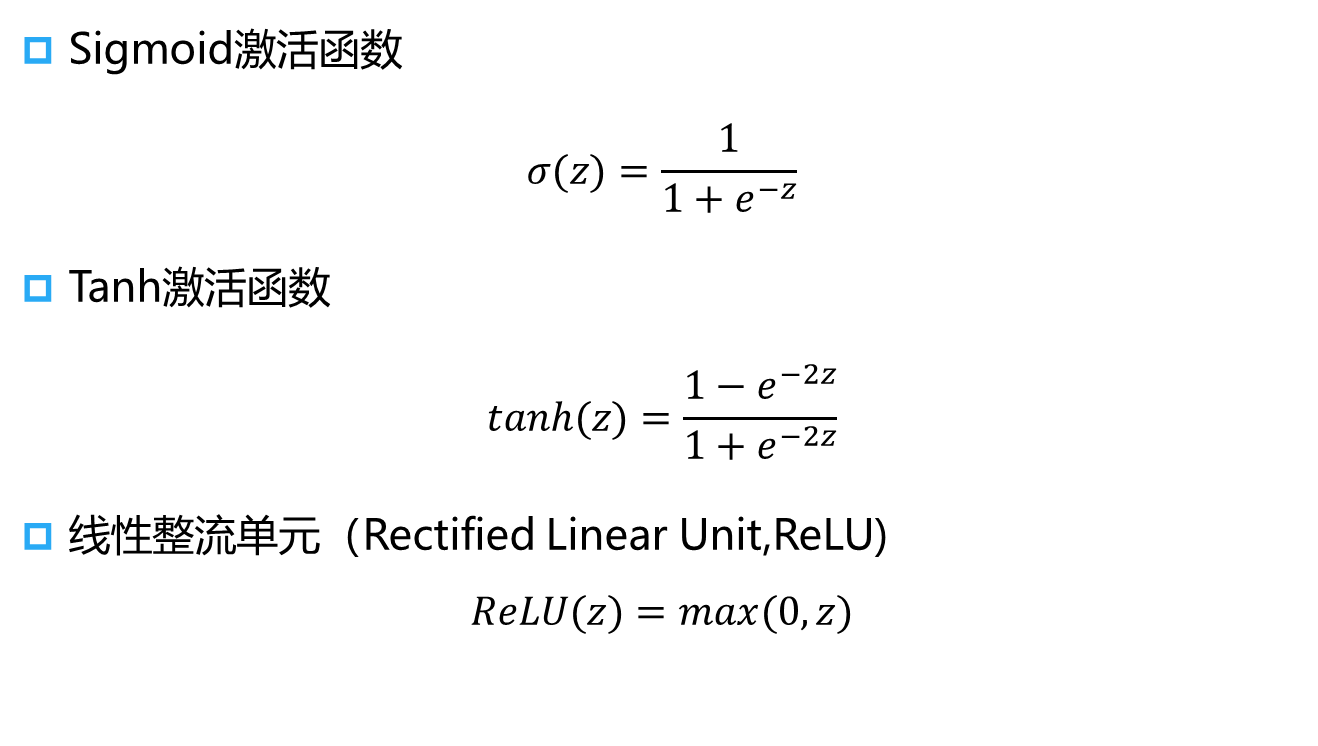 Sigmoid激活函数
σ(z) = 1 / (1 + e^{-z})
Tanh激活函数
tanh(z) = (1 − e^{-2z}) / (1 + e^{-2z})
线性整流单元（Rectified Linear Unit,ReLU)
ReLU(z) = max(0, z)